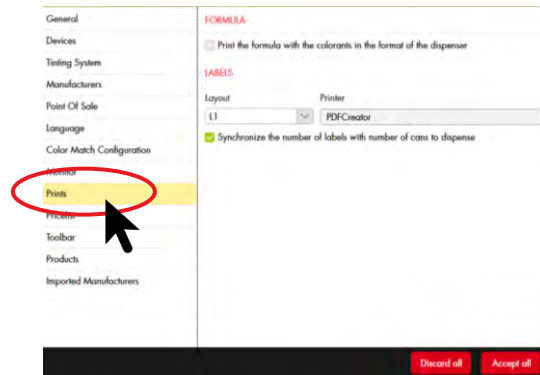 General
Devices
Tinting System
Manufacturers
Point Of Sale
Language
Color Match Configuration
Monitor
Prints
Pricelist
Toolbar
Products
Imported Manufacturers
FORMULA
Print the formula with the colorants in the format of the dispenser
LABELS
Layout Printer
L1 PDFCreator
Synchronize the number of labels with number of cans to dispense
Discard all Accept all